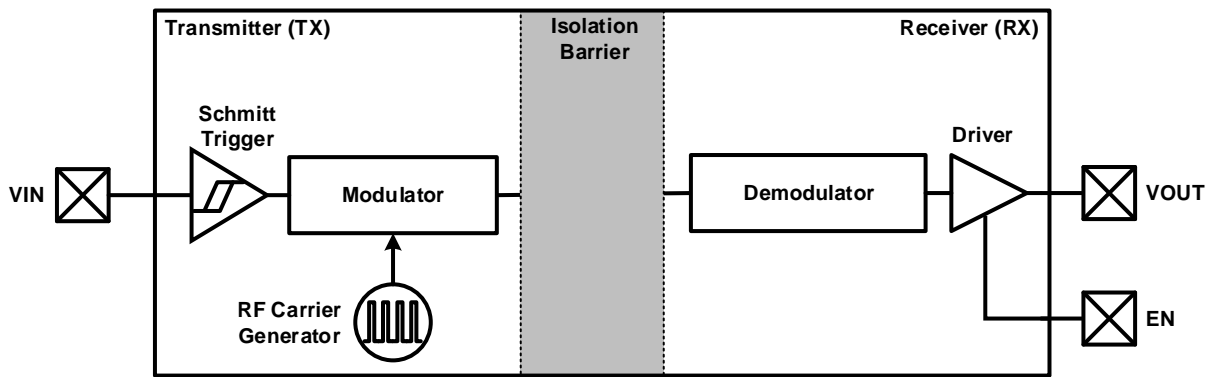 Transmitter (TX)
Isolation
Barrier
Receiver (RX)
Schmitt
Trigger
Driver
VIN
Modulator
Demodulator
VOUT
RF Carrier
Generator
EN